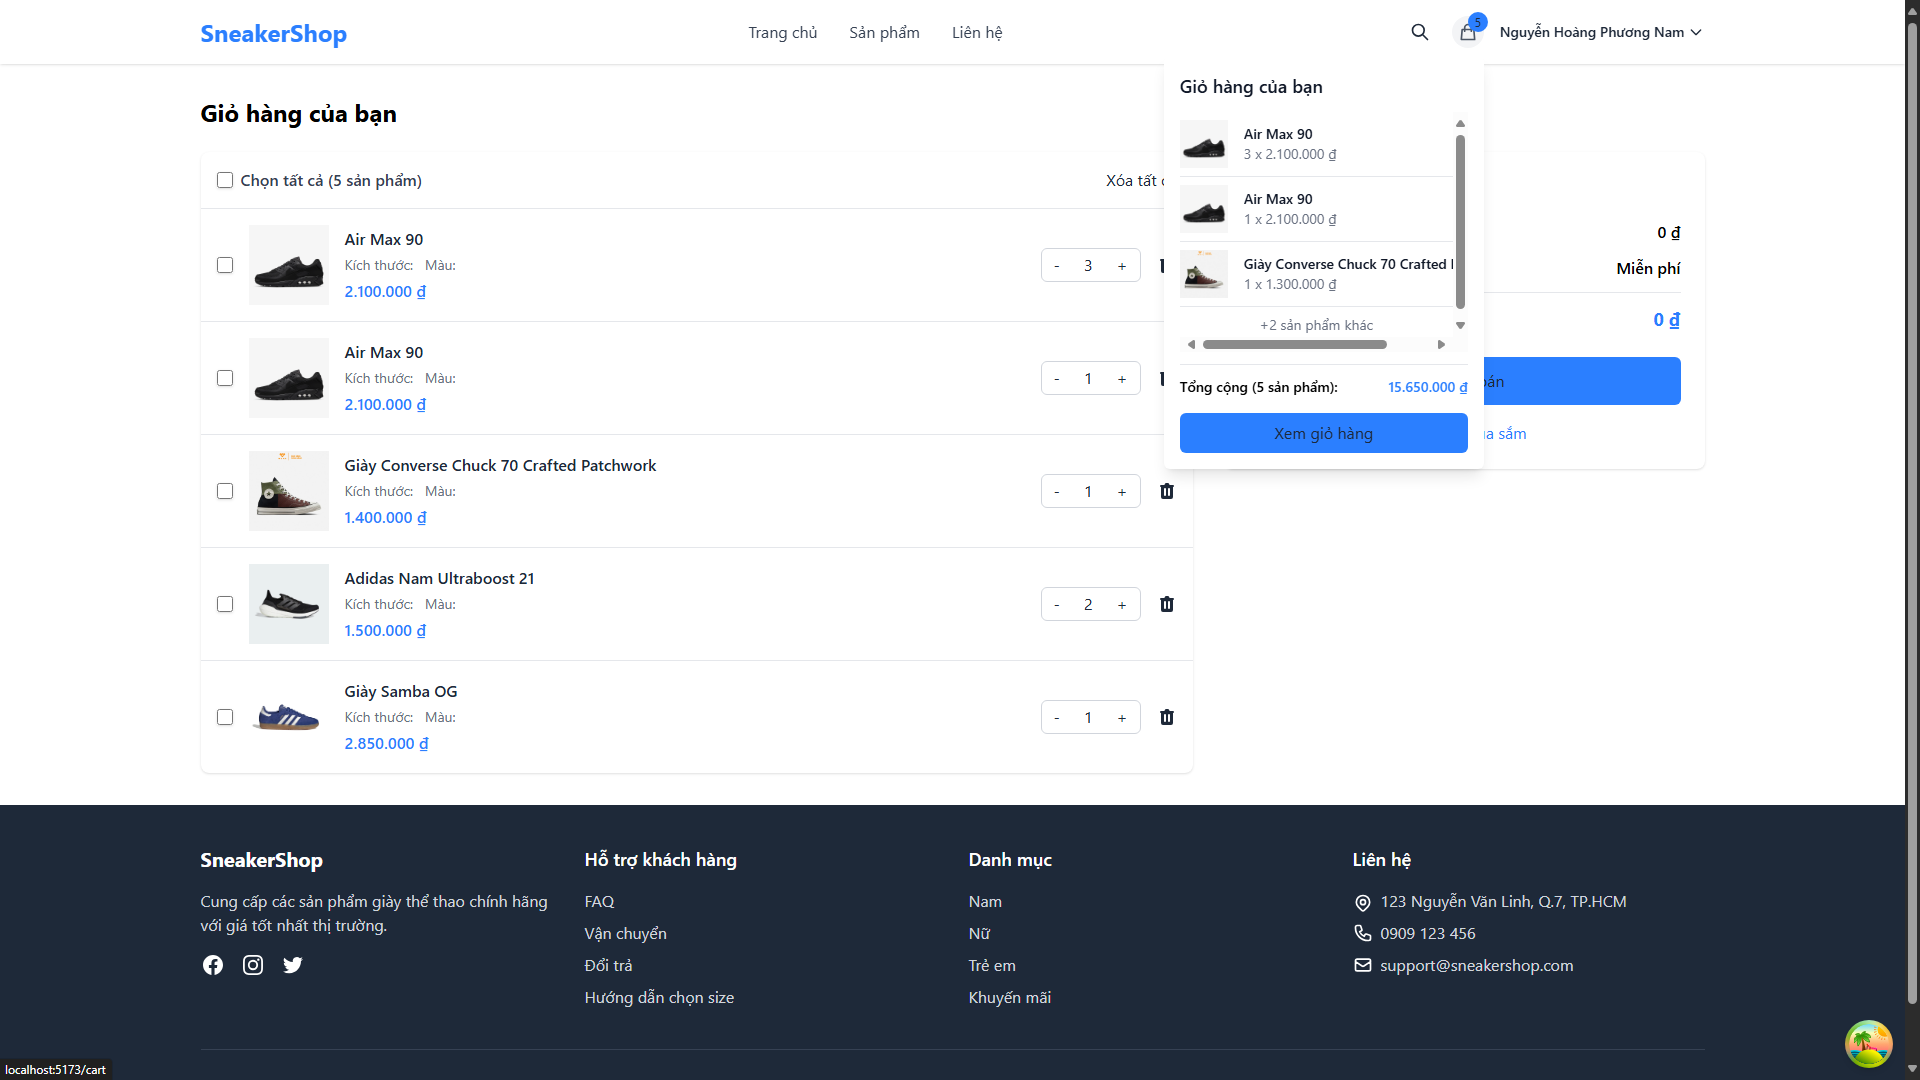 SneakerShop
Trang chủ
Sản phẩm
Liên hệ
5
Nguyễn Hoàng Phương Nam
Giỏ hàng của bạn
Chọn tất cả (5 sản phẩm)
Xóa tất
Air Max 90
Kích thước: Màu:
2.100.000 ₫
- 3 +
Air Max 90
Kích thước: Màu:
2.100.000 ₫
- 1 +
Giày Converse Chuck 70 Crafted Patchwork
Kích thước: Màu:
1.400.000 ₫
- 1 +
Adidas Nam Ultraboost 21
Kích thước: Màu:
1.500.000 ₫
- 2 +
Giày Samba OG
Kích thước: Màu:
2.850.000 ₫
- 1 +
Giỏ hàng của bạn
Air Max 90
3 x 2.100.000 ₫
Air Max 90
1 x 2.100.000 ₫
Giày Converse Chuck 70 Crafted
1 x 1.300.000 ₫
+2 sản phẩm khác
Tổng cộng (5 sản phẩm): 15.650.000 ₫
Xem giỏ hàng
0 ₫
Miễn phí
0 ₫
sắm
SneakerShop
Cung cấp các sản phẩm giày thể thao chính hãng
với giá tốt nhất thị trường.
Hỗ trợ khách hàng
FAQ
Vận chuyển
Đổi trả
Hướng dẫn chọn size
Danh mục
Nam
Nữ
Trẻ em
Khuyến mãi
Liên hệ
123 Nguyễn Văn Linh, Q.7, TP.HCM
0909 123 456
support@sneakershop.com
localhost:5173/cart